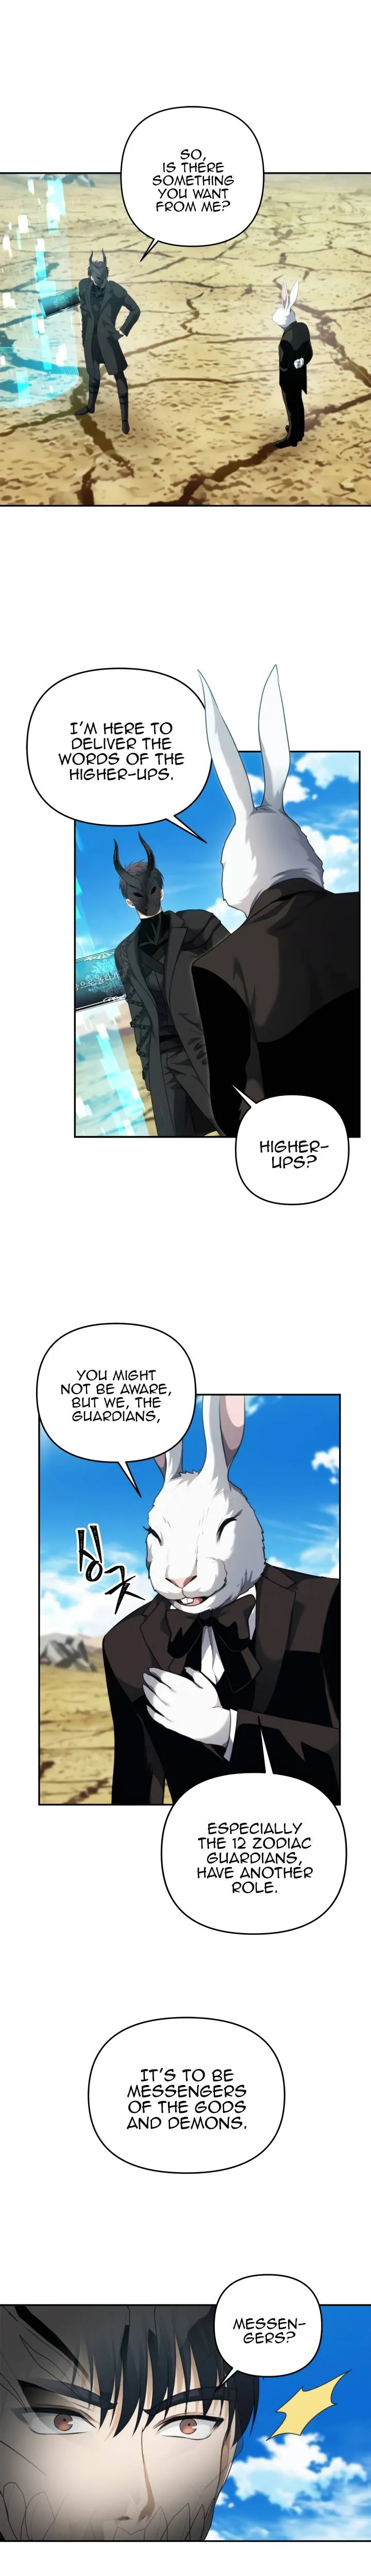 SO,
IS THERE
SOMETHING
YOU WANT
FROM ME?
I'M HERE TO
DELIVER THE
WORDS OF THE
HIGHER-UPS.
HIGHER-
UPS?
YOU MIGHT
NOT BE AWARE,
BUT WE, THE
GUARDIANS,
싱긋
ESPECIALLY
THE 12 ZODIAC
GUARDIANS,
HAVE ANOTHER
ROLE.
IT'S TO BE
MESSENGERS
OF THE GODS
AND DEMONS.
MESSEN-
GERS?